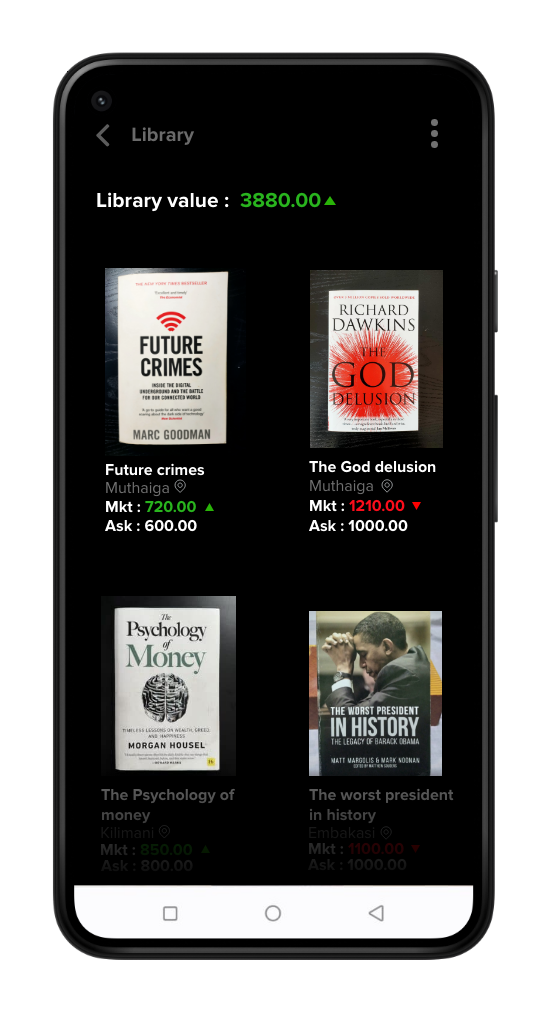 Library
Library value : 3880.00
THE NEW YORK TIMES BESTSELLER
FUTURE
CRIMES
INSIDE THE DIGITAL
UNDERGROUND AND THE BATTLE
FOR OUR CONNECTED WORLD
MARC GOODMAN
RICHARD
DAWKINS
THE
GOD
DELUSION
Future crimes
Muthaiga
Mkt : 720.00
Ask : 600.00
The God delusion
Muthaiga
Mkt : 1210.00
Ask : 1000.00
The
Psychology
of
Money
TIMELESS LESSONS ON WEALTH, GREED,
AND HAPPINESS
MORGAN HOUSEL
THE WORST PRESIDENT
IN HISTORY
THE LEGACY OF BARACK OBAMA
MATT MARGOLIS & MARK NOONAN
The Psychology of
money
Kilimani
Mkt : 850.00
Ask : 800.00
The worst president
in history
Embakasi
Mkt : 1100.00
Ask : 1000.00